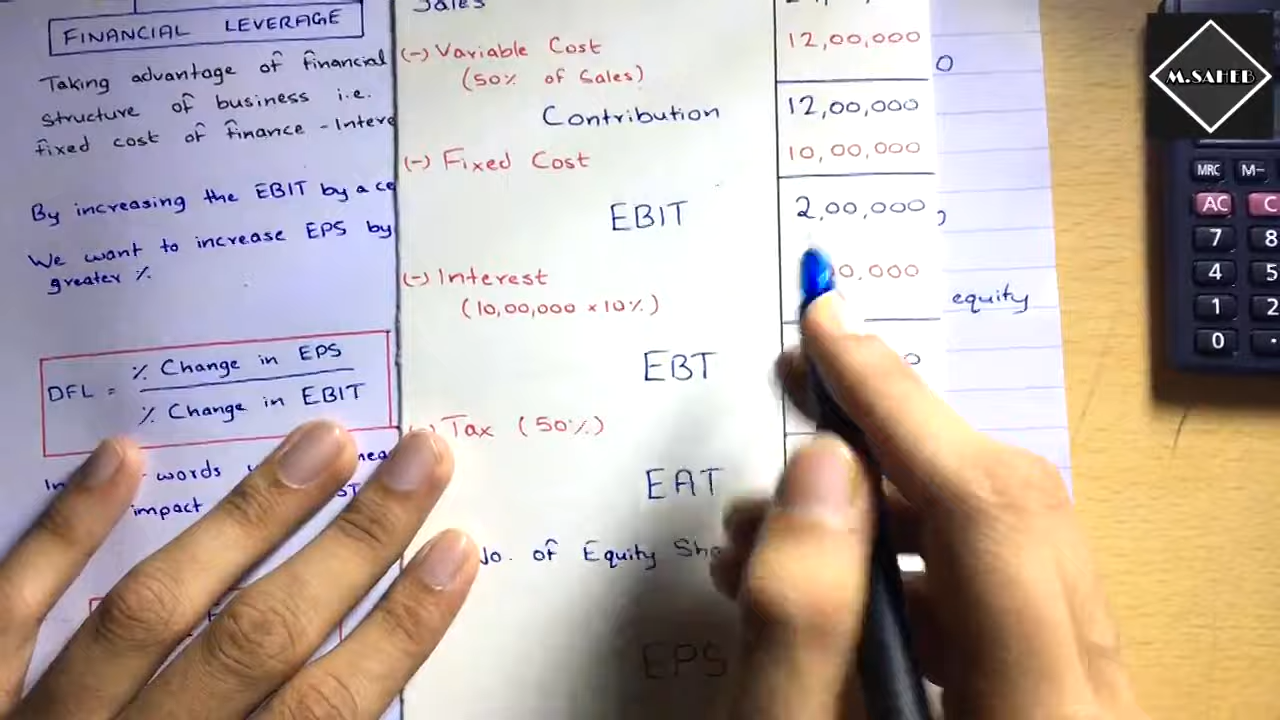 FINANCIAL LEVERAGE
Taking advantage of financial
structure of business i.e.
fixed cost of finance - Intere
By increasing the EBIT by a ce
We want to increase EPS by
greater %
DFL = % Change in EPS
% Change in EBIT
words
impact
Sales
(-) Variable Cost 12,00,000
(50% of Sales)
Contribution 12,00,000
(-) Fixed Cost 10,00,000
EBIT 2,00,000
(-) Interest 00,000
(10,00,000 x 10%)
EBT
Tax (50%)
EAT
No. of Equity Sha
EPS
equity
M.SAHEB
MRC M-
AC C
7 8
4 5
1 2
0 .